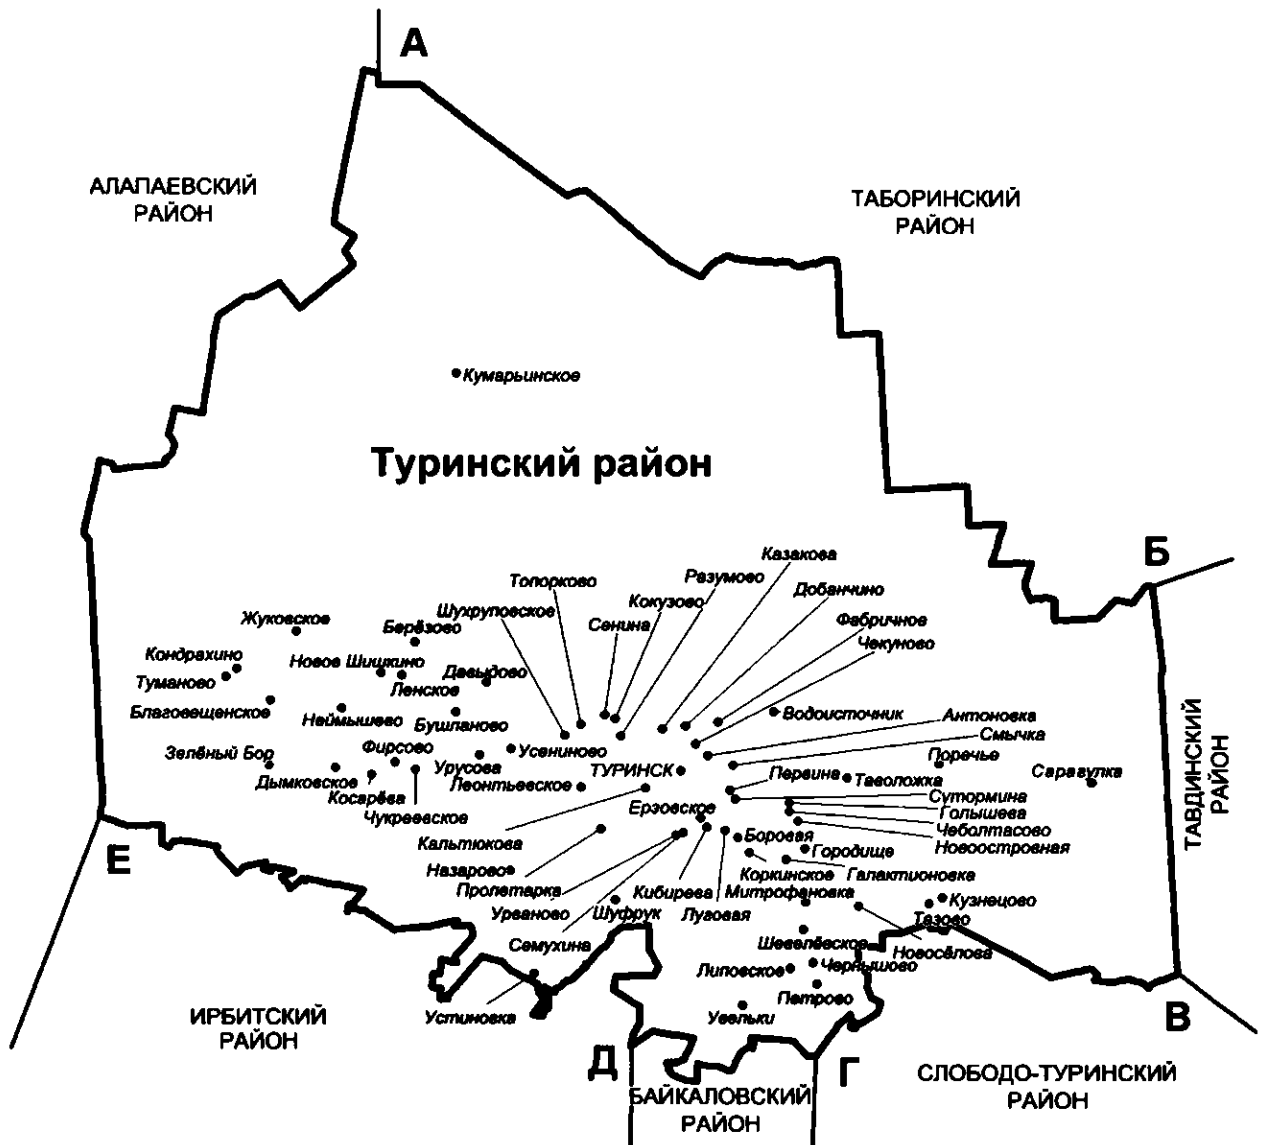 А
АЛАПАЕВСКИЙ
РАЙОН
ТАБОРИНСКИЙ
РАЙОН
Кумарьинское
Туринский район
Б
Казакова
Разумово
Топорково
Добанчино
Кокузово
Шухруповское
Сенина
Фабричное
Жуковское
Берёзово
Чекуново
Кондрахино
Новое Шишкино
Давыдово
Туманово
Ленское
Благовещенское
Неймышево
Бушланово
Водоисточник
Антоновка
Смычка
ТАВДИНСКИЙ
РАЙОН
Зелёный Бор
Фирсово
Усениново
Поречье
Дымковское
Урусова
ТУРИНСК
Первина
Таволожка
Сарагулка
Косарёва
Леонтьевское
Сутормина
Чукреевское
Ерзовское
Голышева
Кальтюкова
Боровая
Чеболтасово
Новоостровная
Е
Городище
Назарово
Коркинское
Галактионовка
Пролетарка
Кибирева
Митрофановка
Кузнецово
Урваново
Шуфрук
Луговая
Тазово
Семухина
Шевелёвское
Новосёлова
Липовское
Чернышово
Петрово
Устиновка
Увельки
В
ИРБИТСКИЙ
РАЙОН
Д
Г
БАЙКАЛОВСКИЙ
РАЙОН
СЛОБОДО-ТУРИНСКИЙ
РАЙОН